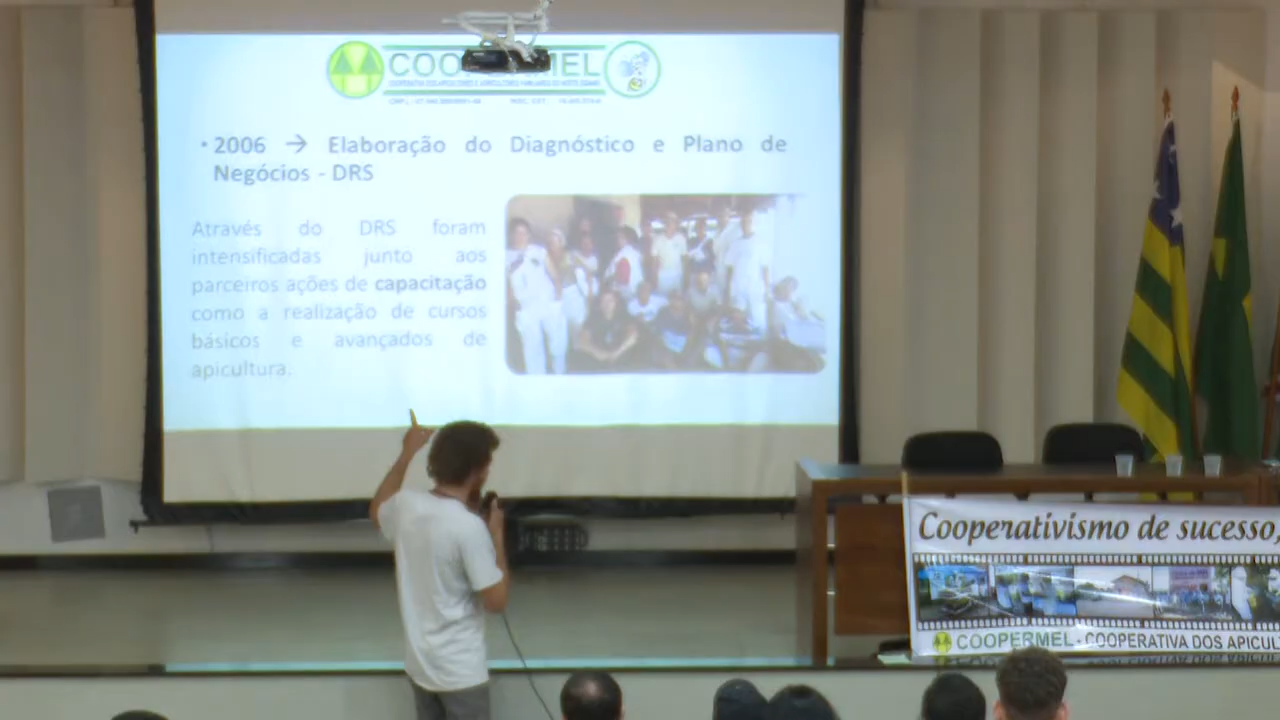 COOPERMEL
• 2006 → Elaboração do Diagnóstico e Plano de
Negócios - DRS
Através do DRS foram
intensificadas junto aos
parceiros ações de capacitação
como a realização de cursos
básicos e avançados de
apicultura.
Cooperativismo de sucesso,
COOPERMEL - COOPERATIVA DOS APICUL